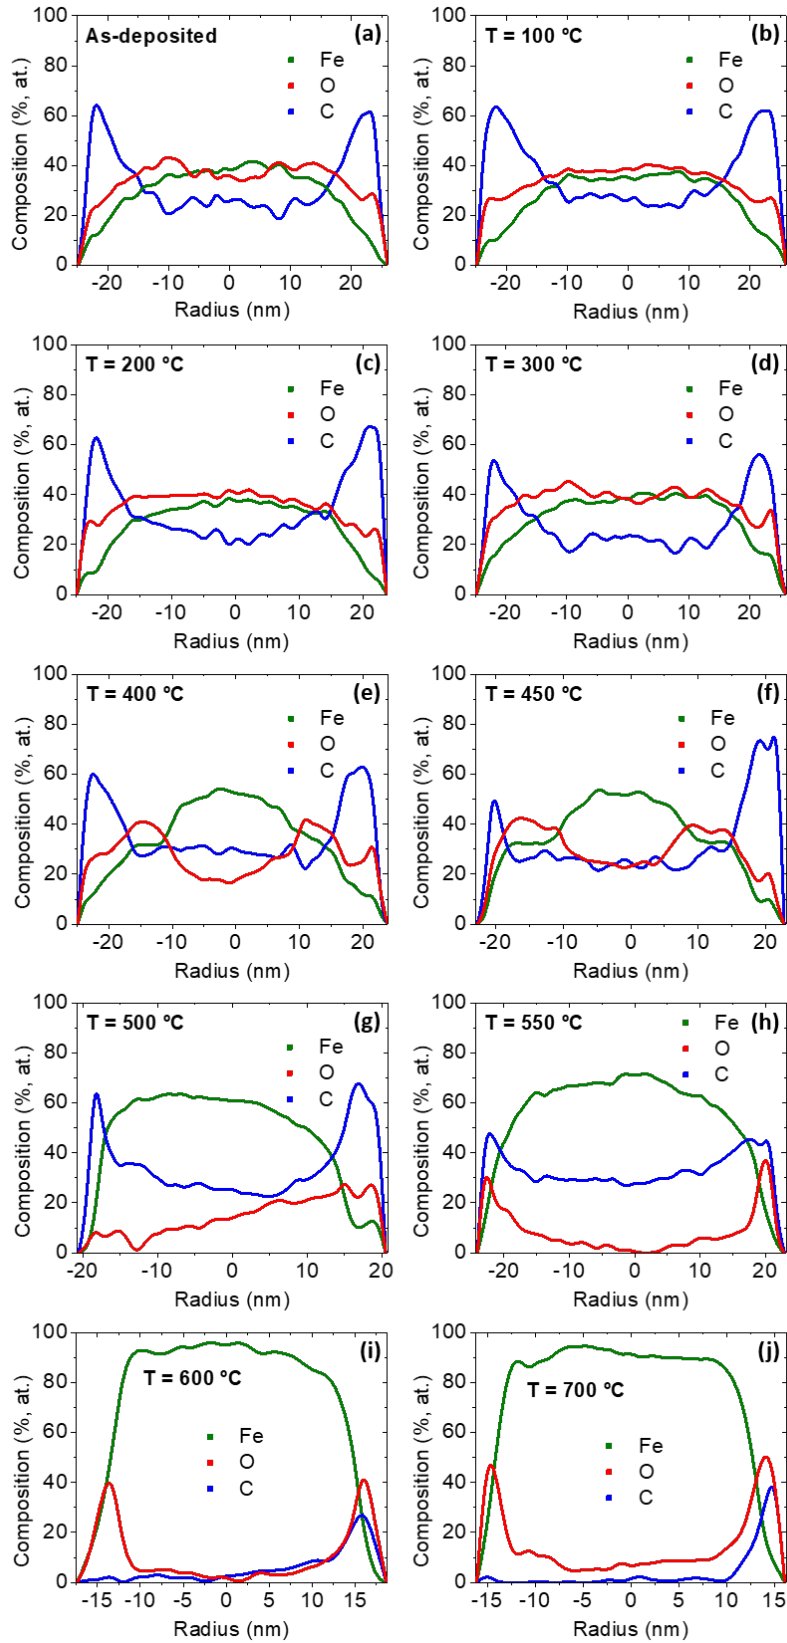 As-deposited (a)
Fe
O
C
Composition (%, at.)
100
80
60
40
20
0
-20 -10 0 10 20
Radius (nm)
T = 100 ºC (b)
Fe
O
C
Composition (%, at.)
100
80
60
40
20
0
-20 -10 0 10 20
Radius (nm)
T = 200 ºC (c)
Fe
O
C
Composition (%, at.)
100
80
60
40
20
0
-20 -10 0 10 20
Radius (nm)
T = 300 ºC (d)
Fe
O
C
Composition (%, at.)
100
80
60
40
20
0
-20 -10 0 10 20
Radius (nm)
T = 400 ºC (e)
Fe
O
C
Composition (%, at.)
100
80
60
40
20
0
-20 -10 0 10 20
Radius (nm)
T = 450 ºC (f)
Fe
O
C
Composition (%, at.)
100
80
60
40
20
0
-20 -10 0 10 20
Radius (nm)
T = 500 ºC (g)
Fe
O
C
Composition (%, at.)
100
80
60
40
20
0
-20 -10 0 10 20
Radius (nm)
T = 550 ºC (h)
Fe
O
C
Composition (%, at.)
100
80
60
40
20
0
-20 -10 0 10 20
Radius (nm)
(i)
T = 600 ºC
Fe
O
C
Composition (%, at.)
100
80
60
40
20
0
-15 -10 -5 0 5 10 15
Radius (nm)
(j)
T = 700 ºC
Fe
O
C
Composition (%, at.)
100
80
60
40
20
0
-15 -10 -5 0 5 10 15
Radius (nm)